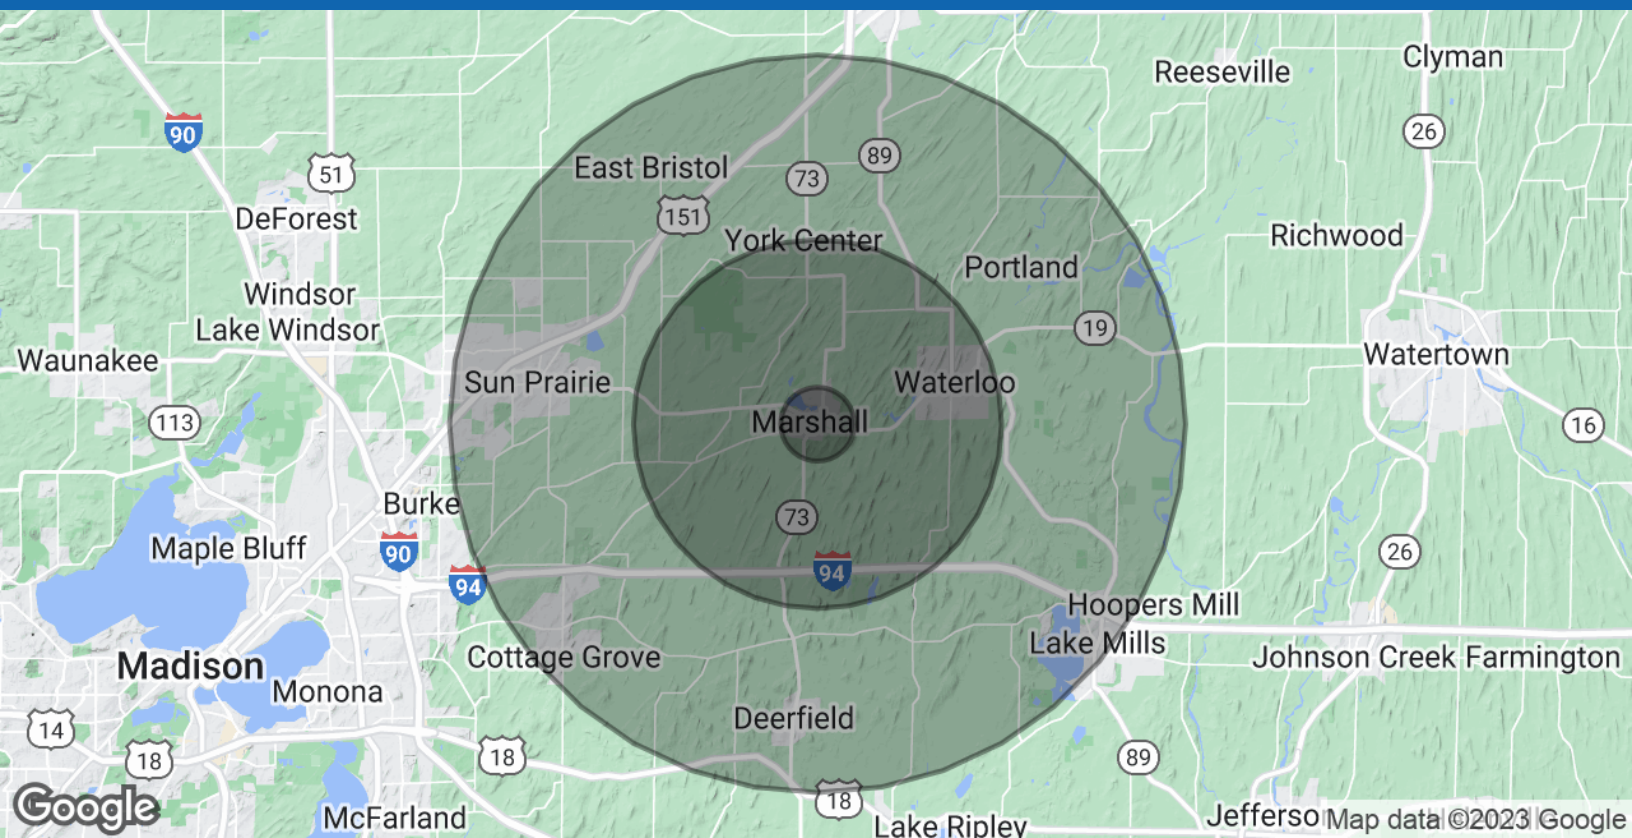 Clyman
Reeseville
90
26
89
East Bristol
51
73
DeForest
151
Richwood
York Center
Portland
Windsor
19
Lake Windsor
Watertown
Waunakee
Sun Prairie
Waterloo
113
Marshall
16
Burke
73
Maple Bluff
90
26
94
94
Hoopers Mill
Lake Mills
Cottage Grove
Johnson Creek
Farmington
Madison
Monona
Deerfield
14
18
18
89
18
Google
McFarland
Lake Ripley
Jefferso
Map data ©2023 Google